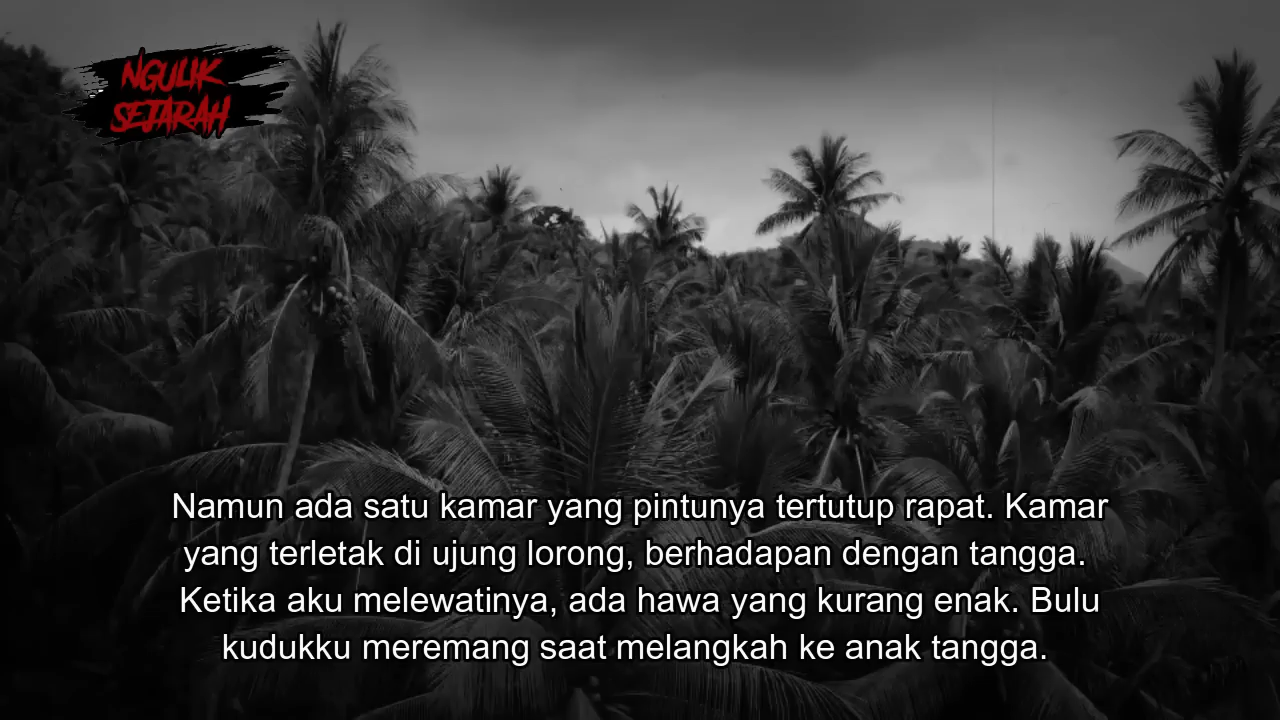 NGULIK
SEJARAH
Namun ada satu kamar yang pintunya tertutup rapat. Kamar
yang terletak di ujung lorong, berhadapan dengan tangga.
Ketika aku melewatinya, ada hawa yang kurang enak. Bulu
kudukku meremang saat melangkah ke anak tangga.